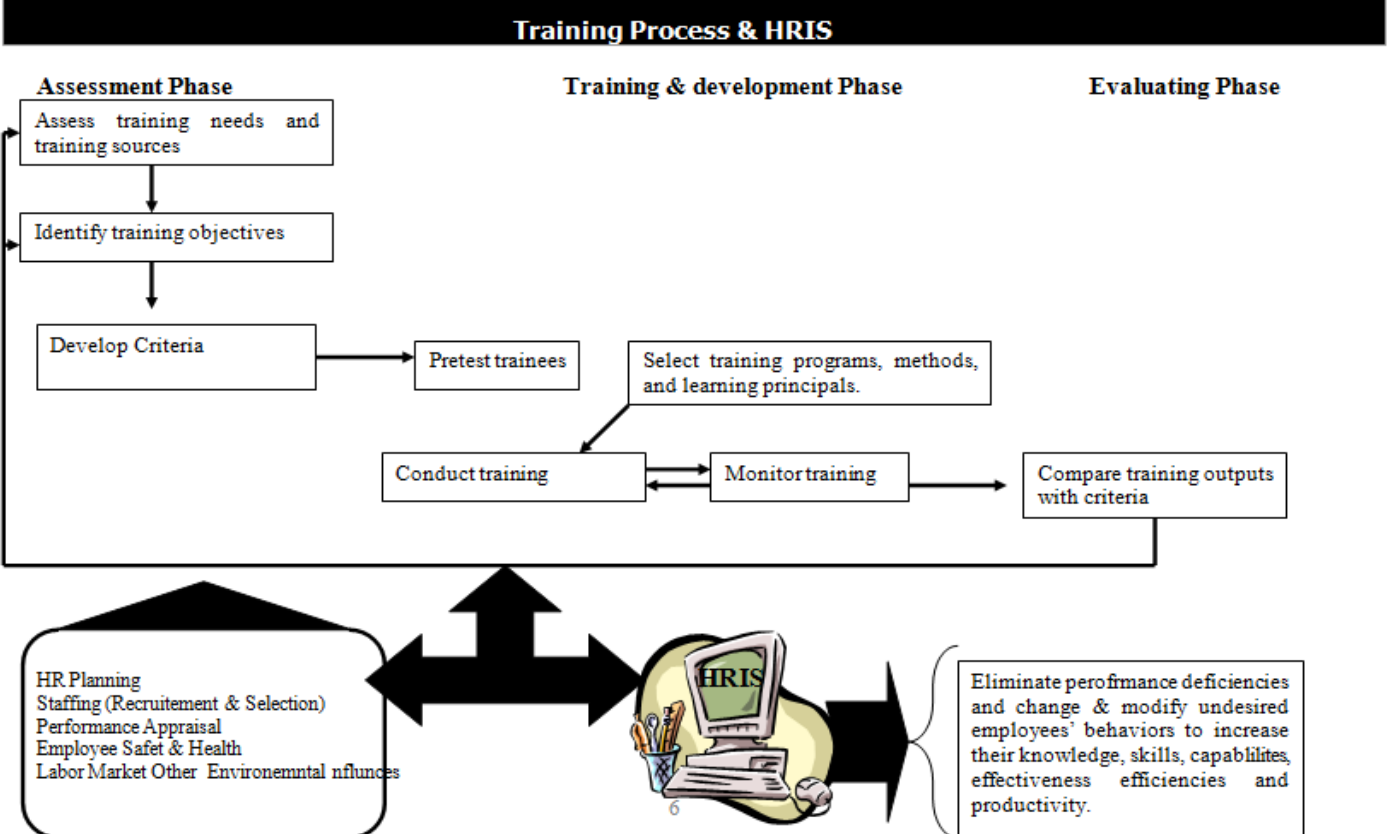 Training Process & HRIS
Assessment Phase
Training & development Phase
Evaluating Phase
Assess training needs and
training sources
Identify training objectives
Develop Criteria
Pretest trainees
Select training programs, methods,
and learning principals.
Conduct training
Monitor training
Compare training outputs
with criteria
HR Planning
Staffing (Recruitement & Selection)
Performance Appraisal
Employee Safet & Health
Labor Market Other Environemntal nflunces
HRIS
6
Eliminate perofrmance deficiencies
and change & modify undesired
employees’ behaviors to increase
their knowledge, skills, capablilites,
effectiveness efficiencies and
productivity.